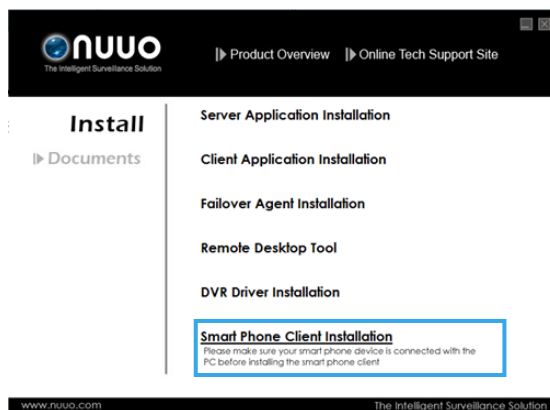 nuuo
The Intelligent Surveillance Solution
Product Overview
Online Tech Support Site
Install
Documents
Server Application Installation
Client Application Installation
Failover Agent Installation
Remote Desktop Tool
DVR Driver Installation
Smart Phone Client Installation
Please make sure your smart phone device is connected with the
PC before installing the smart phone client
www.nuuo.com
The Intelligent Surveillance Solution